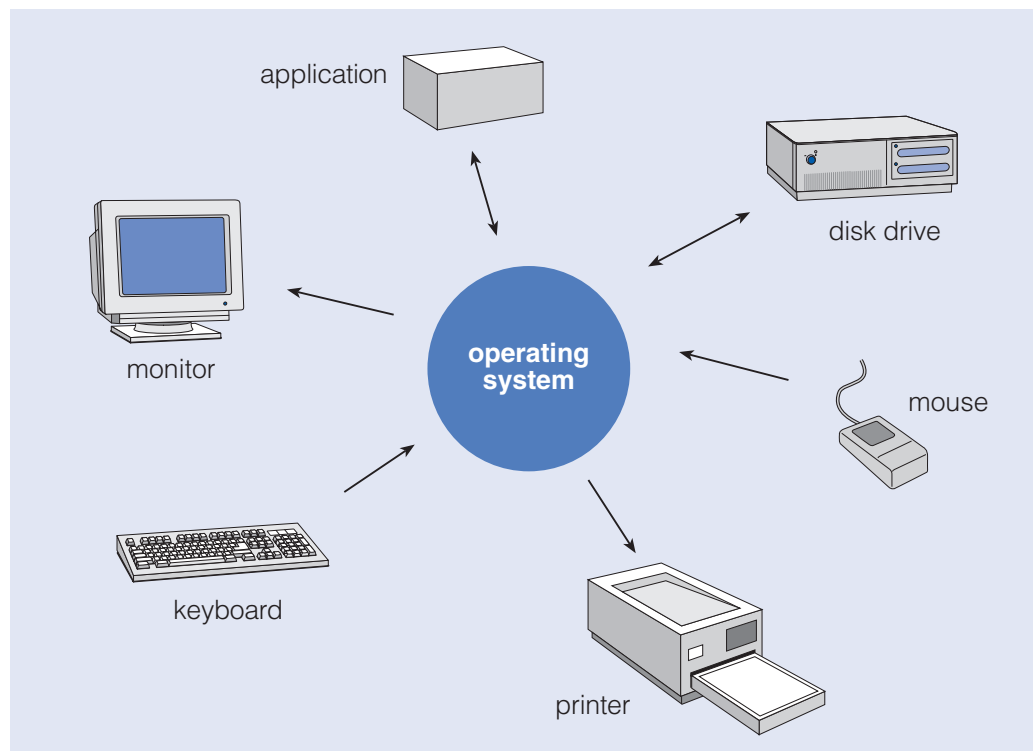 application
disk drive
monitor
operating
system
mouse
keyboard
printer